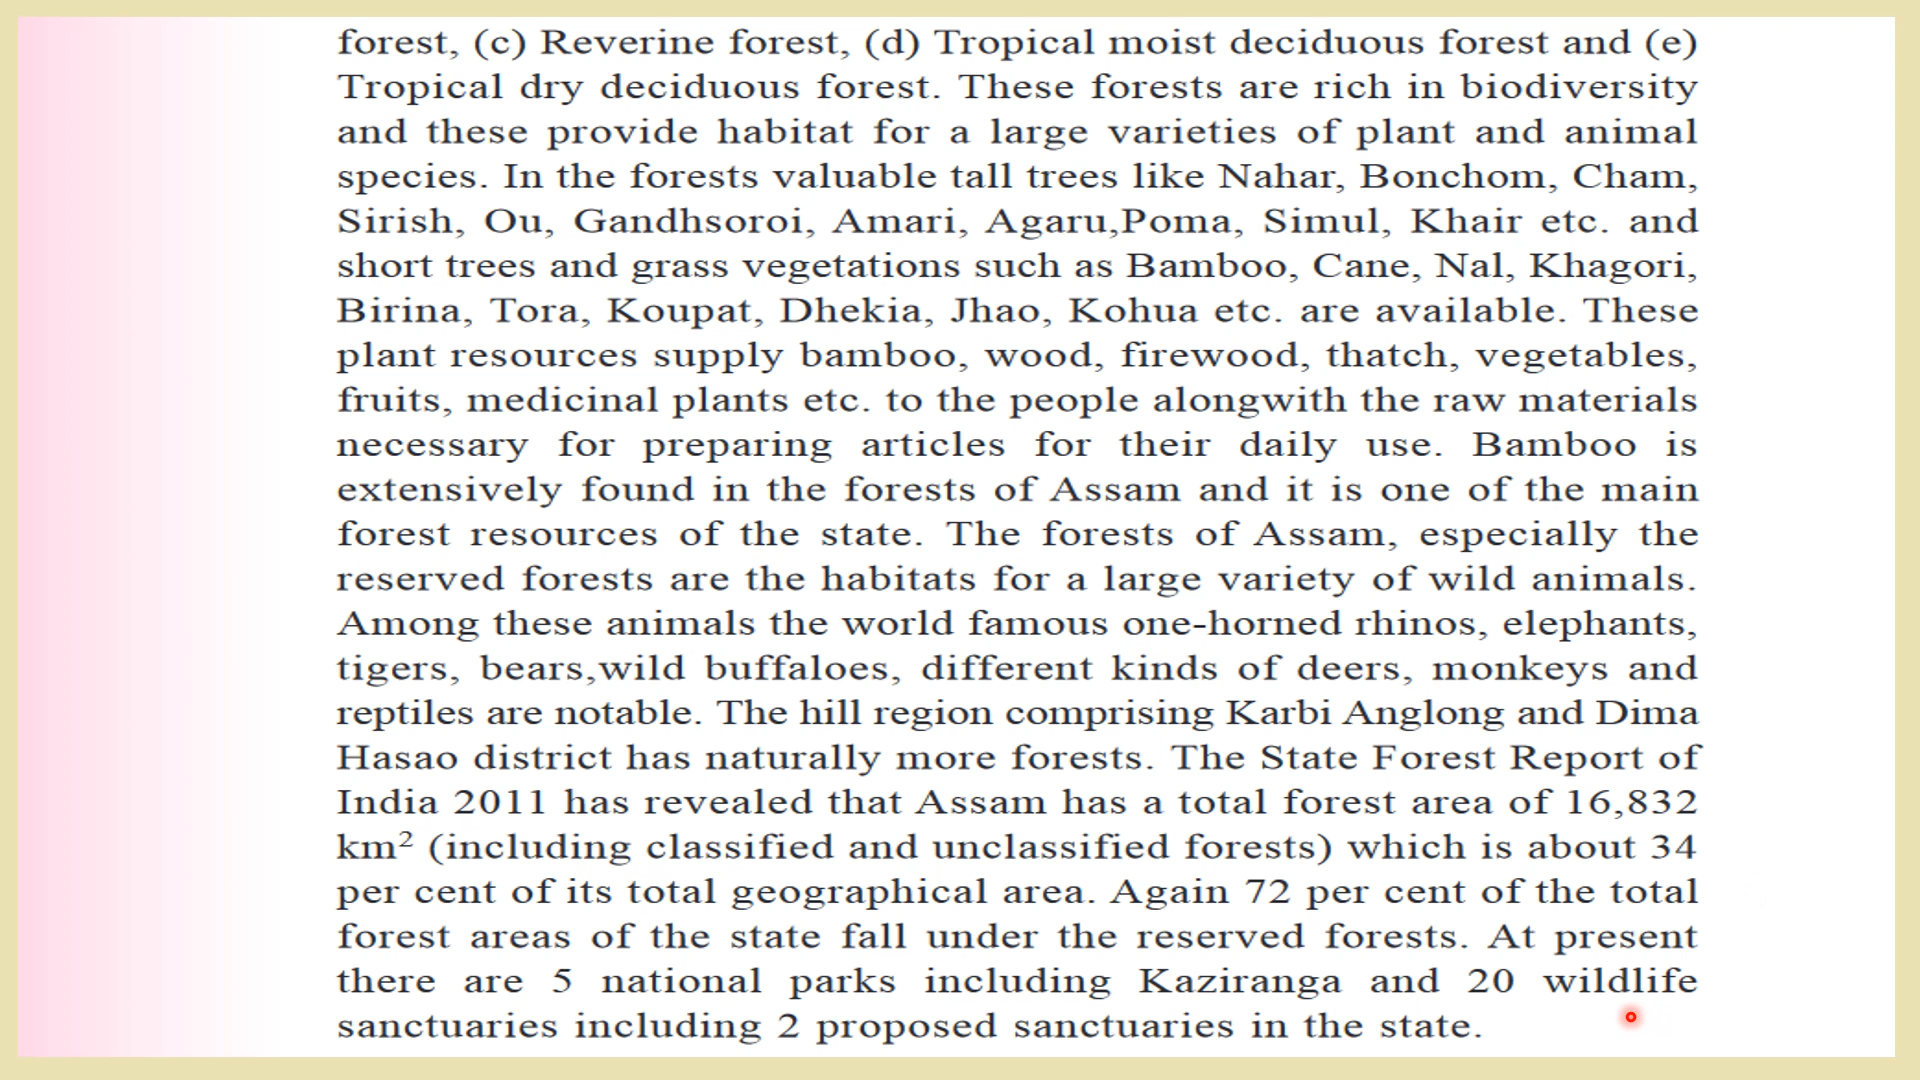 forest, (c) Reverine forest, (d) Tropical moist deciduous forest and (e)
Tropical dry deciduous forest. These forests are rich in biodiversity
and these provide habitat for a large varieties of plant and animal
species. In the forests valuable tall trees like Nahar, Bonchom, Cham,
Sirish, Ou, Gandhsoroi, Amari, Agaru,Poma, Simul, Khair etc. and
short trees and grass vegetations such as Bamboo, Cane, Nal, Khagori,
Birina, Tora, Koupat, Dhekia, Jhao, Kohua etc. are available. These
plant resources supply bamboo, wood, firewood, thatch, vegetables,
fruits, medicinal plants etc. to the people alongwith the raw materials
necessary for preparing articles for their daily use. Bamboo is
extensively found in the forests of Assam and it is one of the main
forest resources of the state. The forests of Assam, especially the
reserved forests are the habitats for a large variety of wild animals.
Among these animals the world famous one-horned rhinos, elephants,
tigers, bears,wild buffaloes, different kinds of deers, monkeys and
reptiles are notable. The hill region comprising Karbi Anglong and Dima
Hasao district has naturally more forests. The State Forest Report of
India 2011 has revealed that Assam has a total forest area of 16,832
km² (including classified and unclassified forests) which is about 34
per cent of its total geographical area. Again 72 per cent of the total
forest areas of the state fall under the reserved forests. At present
there are 5 national parks including Kaziranga and 20 wildlife
sanctuaries including 2 proposed sanctuaries in the state.